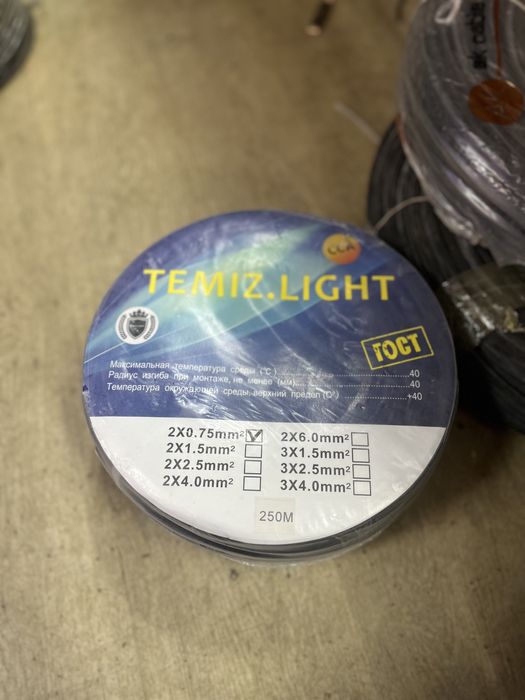 ak cable
CCA
TEMIZ.LIGHT
ГОСТ
Максимальная температура среды (°C)..................40
Радиус изгиба при монтаже, не менее (мм)..................40
Температура окружающей среды, верхний предел (О°)..................+40
2X0.75mm² 2X6.0mm²
2X1.5mm² 3X1.5mm²
2X2.5mm² 3X2.5mm²
2X4.0mm² 3X4.0mm²
250M